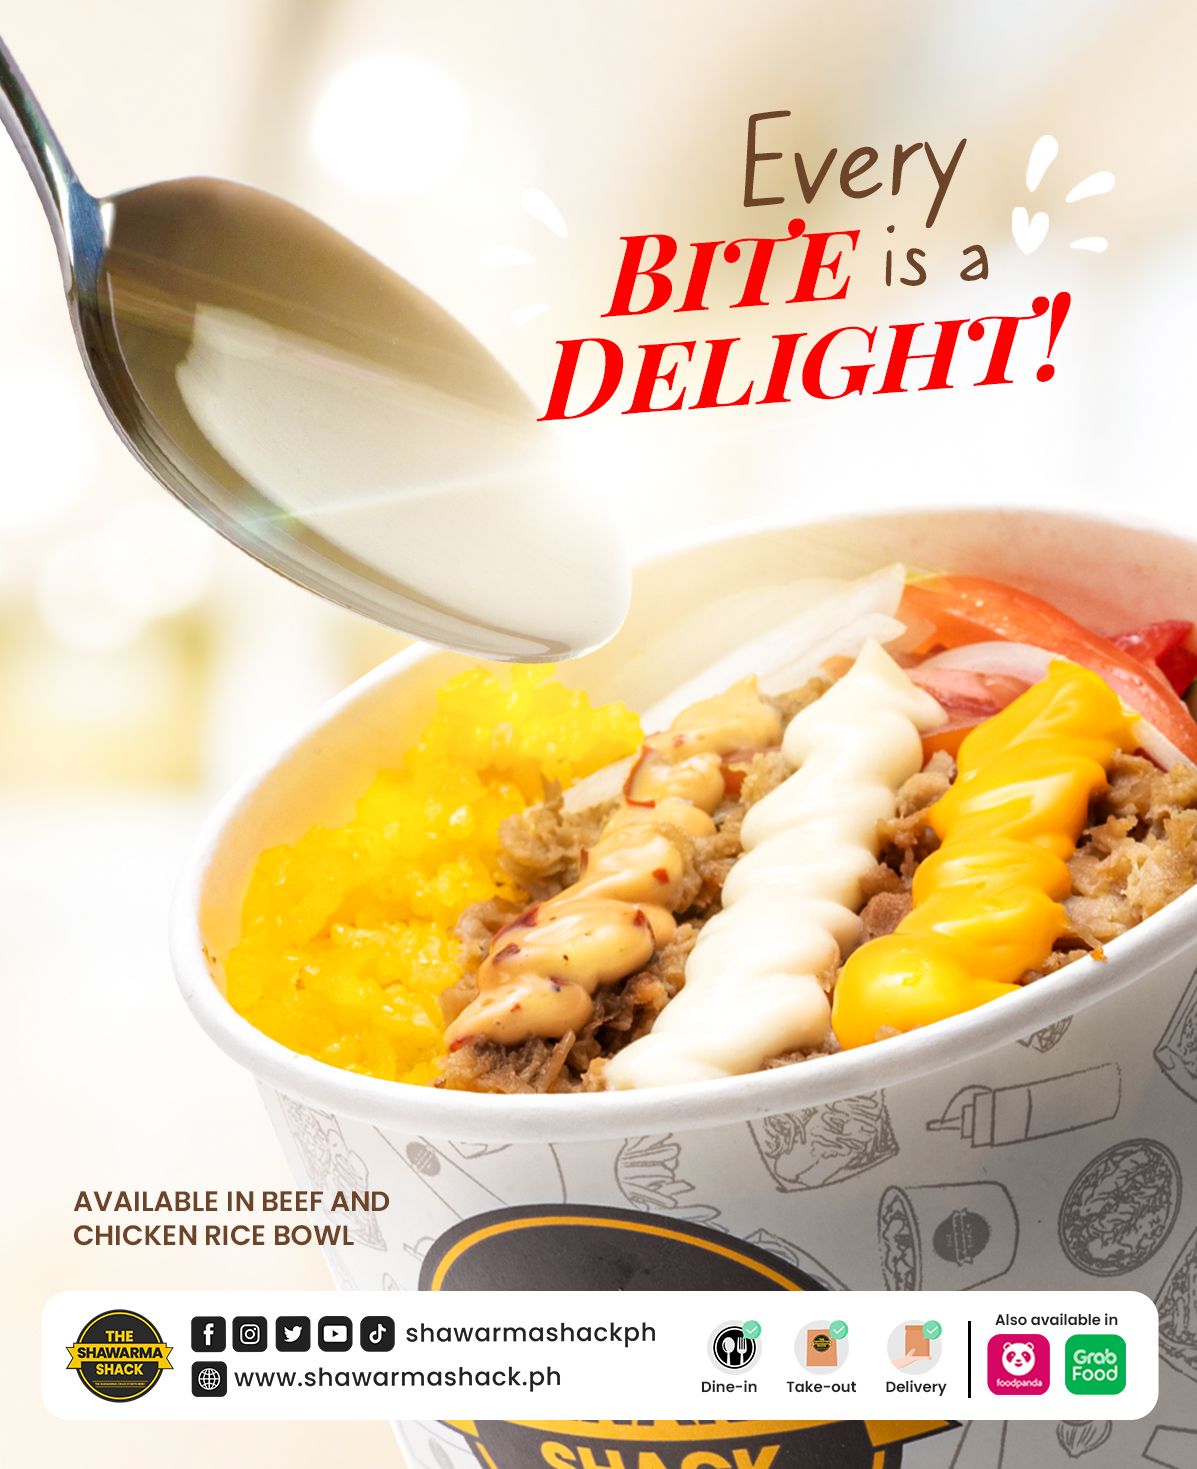 Every
BITE is a
DELIGHT!
AVAILABLE IN BEEF AND
CHICKEN RICE BOWL
THE
SHAWARMA
SHACK
shawarmashackph
www.shawarmashack.ph
Dine-in
Take-out
Delivery
Also available in
foodpanda
Grab
Food
SHACK